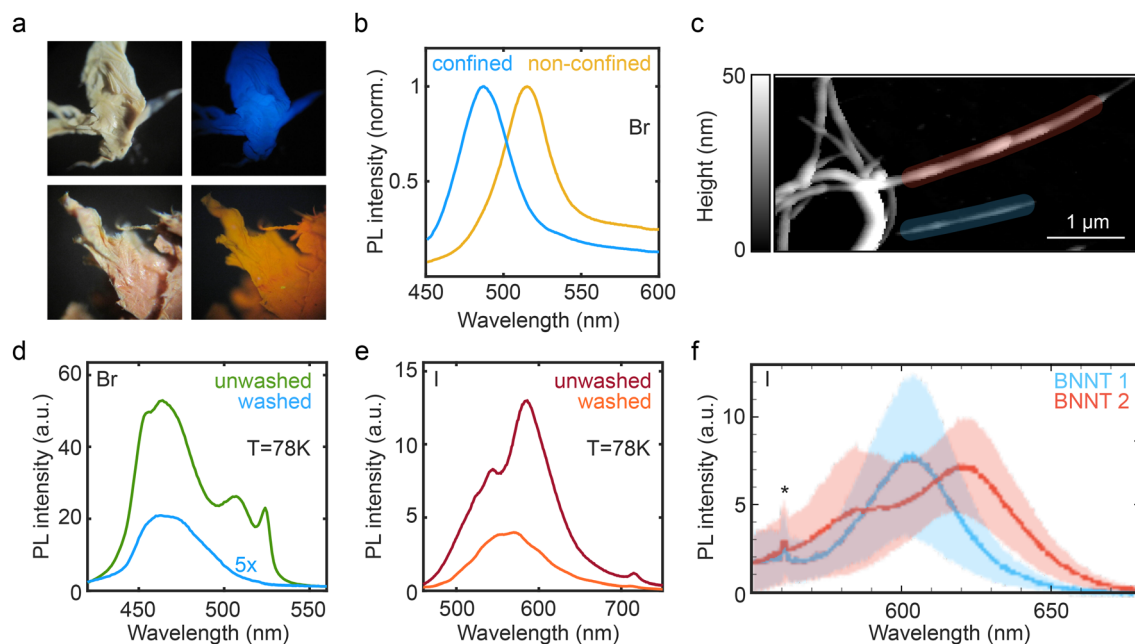 a
b
c
confined non-confined
1
0.5
Br
PL intensity (norm.)
450 500 550 600
Wavelength (nm)
50
0
Height (nm)
1 μm
d
e
f
60
40
20
0
PL intensity (a.u.)
Br
unwashed
washed
T=78K
5x
450 500 550
Wavelength (nm)
15
10
5
0
PL intensity (a.u.)
I
unwashed
washed
T=78K
500 600 700
Wavelength (nm)
10
5
0
PL intensity (a.u.)
I
BNNT 1
BNNT 2
*
600 650
Wavelength (nm)